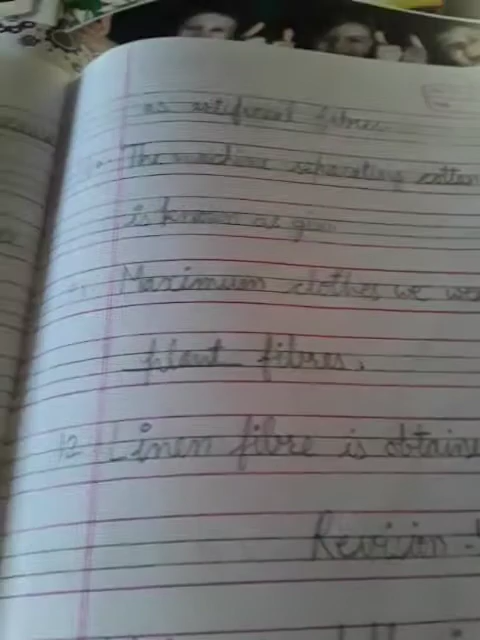 as artificial fibres
The machine separating cotton
is known as gin
Maximum clothes we
plant fibres.
12 Linen fibre is
Revision